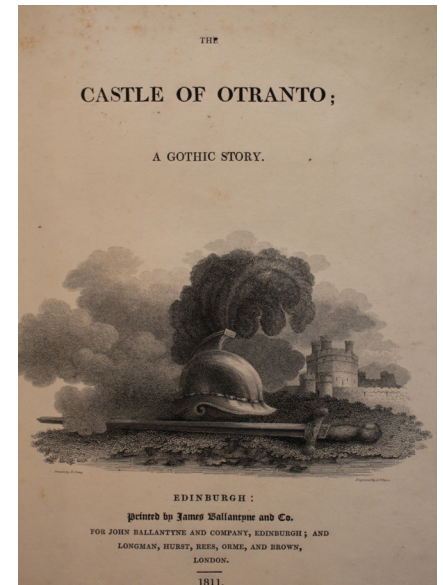 THE
CASTLE OF OTRANTO;
A GOTHIC STORY.
EDINBURGH:
Printed by James Ballantyne and Co.
FOR JOHN BALLANTYNE AND COMPANY, EDINBURGH; AND
LONGMAN, HURST, REES, ORME, AND BROWN,
LONDON.
1811.